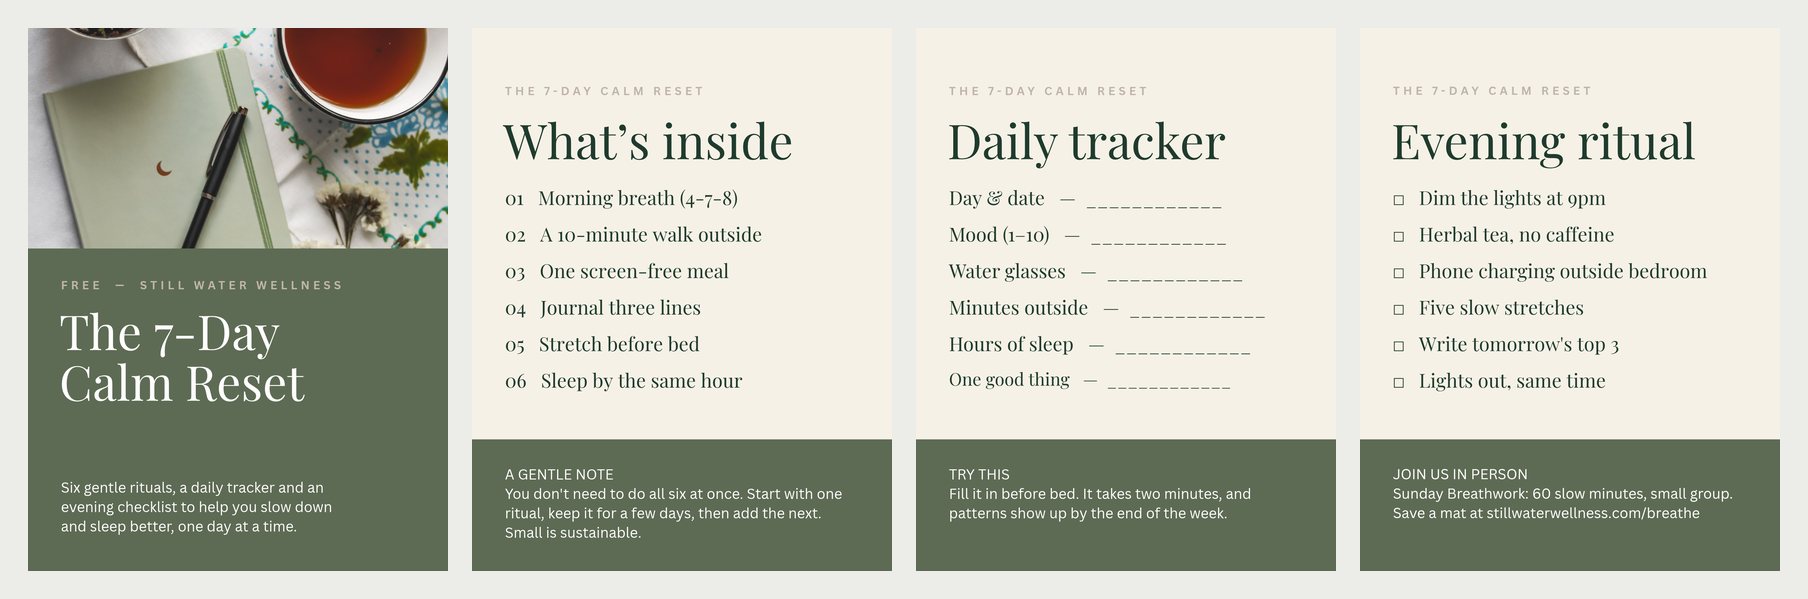 FREE — STILL WATER WELLNESS
The 7-Day
Calm Reset
Six gentle rituals, a daily tracker and an
evening checklist to help you slow down
and sleep better, one day at a time.
THE 7-DAY CALM RESET
What’s inside
01 Morning breath (4-7-8)
02 A 10-minute walk outside
03 One screen-free meal
04 Journal three lines
05 Stretch before bed
06 Sleep by the same hour
A GENTLE NOTE
You don't need to do all six at once. Start with one
ritual, keep it for a few days, then add the next.
Small is sustainable.
THE 7-DAY CALM RESET
Daily tracker
Day & date — ____________
Mood (1–10) — ____________
Water glasses — ____________
Minutes outside — ____________
Hours of sleep — ____________
One good thing — ____________
TRY THIS
Fill it in before bed. It takes two minutes, and
patterns show up by the end of the week.
THE 7-DAY CALM RESET
Evening ritual
□ Dim the lights at 9pm
□ Herbal tea, no caffeine
□ Phone charging outside bedroom
□ Five slow stretches
□ Write tomorrow's top 3
□ Lights out, same time
JOIN US IN PERSON
Sunday Breathwork: 60 slow minutes, small group.
Save a mat at stillwaterwellness.com/breathe